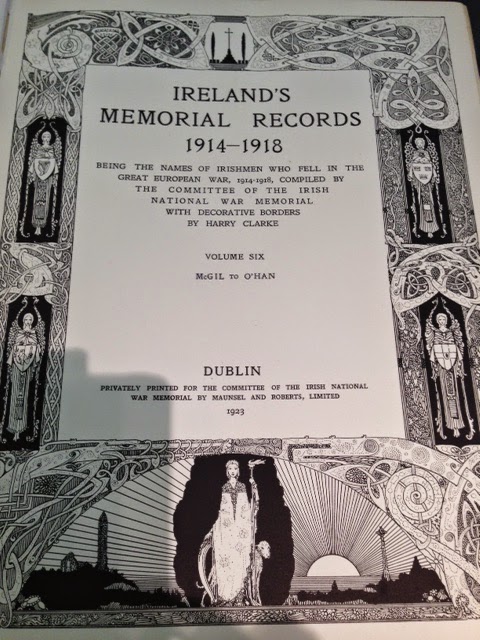 IRELAND'S
MEMORIAL RECORDS
1914—1918
BEING THE NAMES OF IRISHMEN WHO FELL IN THE
GREAT EUROPEAN WAR, 1914-1918, COMPILED BY
THE COMMITTEE OF THE IRISH
NATIONAL WAR MEMORIAL
WITH DECORATIVE BORDERS
BY HARRY CLARKE
VOLUME SIX
McGIL TO O'HAN
DUBLIN
PRIVATELY PRINTED FOR THE COMMITTEE OF THE IRISH NATIONAL
WAR MEMORIAL BY MAUNSEL AND ROBERTS, LIMITED
1923